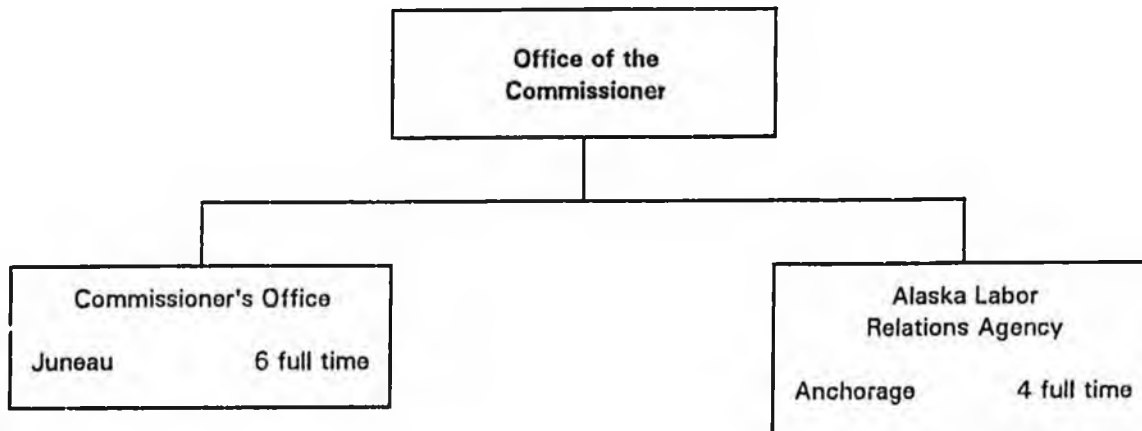 Office of the
Commissioner
Commissioner's Office
Juneau 6 full time
Alaska Labor
Relations Agency
Anchorage 4 full time